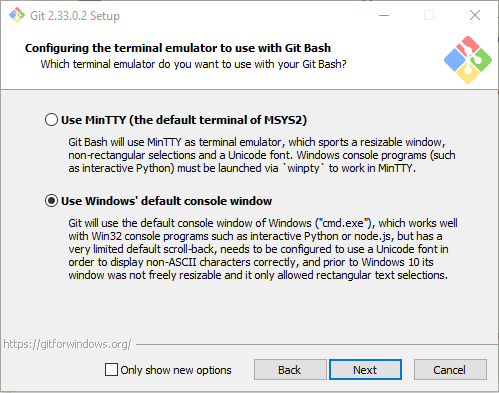 Git 2.33.0.2 Setup
Configuring the terminal emulator to use with Git Bash
Which terminal emulator do you want to use with your Git Bash?
Use MinTTY (the default terminal of MSYS2)
Git Bash will use MinTTY as terminal emulator, which sports a resizable window,
non-rectangular selections and a Unicode font. Windows console programs (such
as interactive Python) must be launched via `winpty` to work in MinTTY.
Use Windows' default console window
Git will use the default console window of Windows ("cmd.exe"), which works well
with Win32 console programs such as interactive Python or node.js, but has a
very limited default scroll-back, needs to be configured to use a Unicode font in
order to display non-ASCII characters correctly, and prior to Windows 10 its
window was not freely resizable and it only allowed rectangular text selections.
https://gitforwindows.org/
Only show new options
Back
Next
Cancel